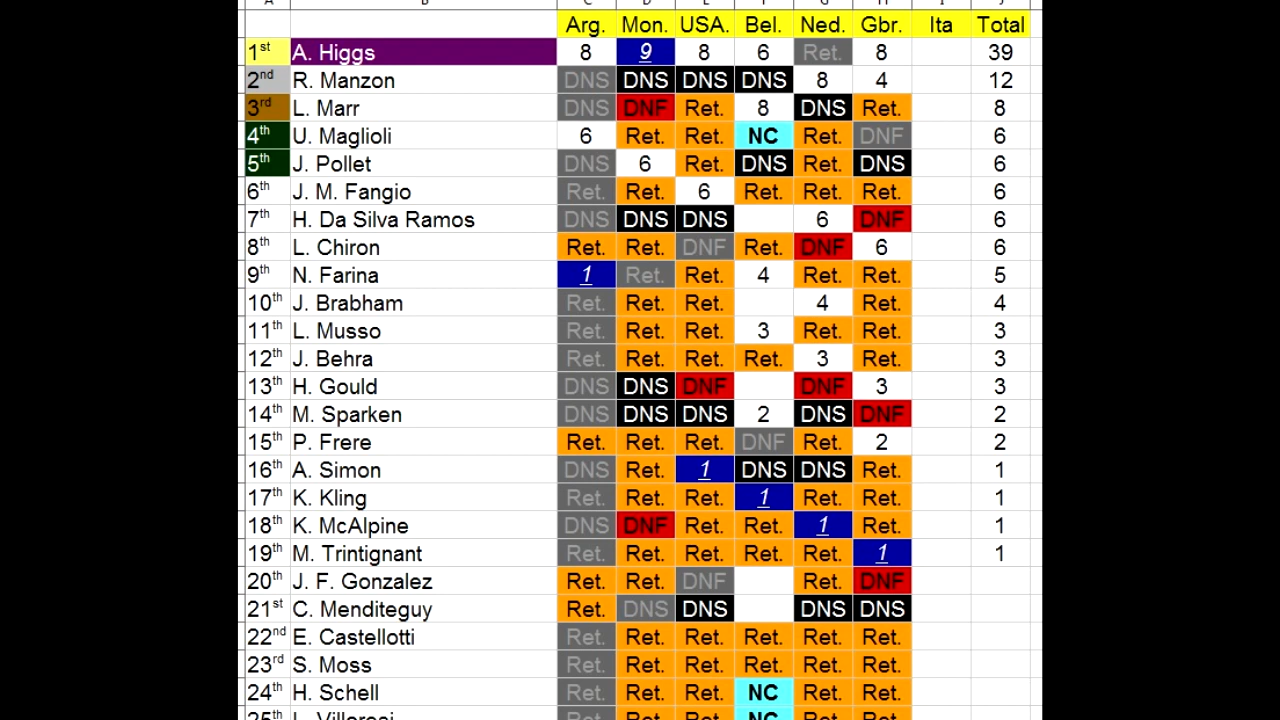 Arg. Mon. USA. Bel. Ned. Gbr. Ita Total
1st A. Higgs 8 9 8 6 Ret. 8 39
2nd R. Manzon DNS DNS DNS DNS 8 4 12
3rd L. Marr DNS DNF Ret. 8 DNS Ret. 8
4th U. Maglioli 6 Ret. Ret. NC Ret. DNF 6
5th J. Pollet DNS 6 Ret. DNS Ret. DNS 6
6th J. M. Fangio Ret. Ret. 6 Ret. Ret. Ret. 6
7th H. Da Silva Ramos DNS DNS DNS 6 DNF 6
8th L. Chiron Ret. Ret. DNF Ret. DNF 6 6
9th N. Farina 1 Ret. Ret. 4 Ret. Ret. 5
10th J. Brabham Ret. Ret. Ret. 4 Ret. 4
11th L. Musso Ret. Ret. Ret. 3 Ret. Ret. 3
12th J. Behra Ret. Ret. Ret. Ret. 3 Ret. 3
13th H. Gould DNS DNS DNF DNF 3 3
14th M. Sparken DNS DNS DNS 2 DNS DNF 2
15th P. Frere Ret. Ret. Ret. DNF Ret. 2 2
16th A. Simon DNS Ret. 1 DNS DNS Ret. 1
17th K. Kling Ret. Ret. Ret. 1 Ret. Ret. 1
18th K. McAlpine DNS DNF Ret. Ret. 1 Ret. 1
19th M. Trintignant Ret. Ret. Ret. Ret. Ret. 1 1
20th J. F. Gonzalez Ret. Ret. DNF Ret. DNF
21st C. Menditeguy Ret. DNS DNS DNS DNS
22nd E. Castellotti Ret. Ret. Ret. Ret. Ret. Ret.
23rd S. Moss Ret. Ret. Ret. Ret. Ret. Ret.
24th H. Schell Ret. Ret. Ret. NC Ret. Ret.
25th L. Villoresi Ret. Ret. Ret. NC Ret. Ret.